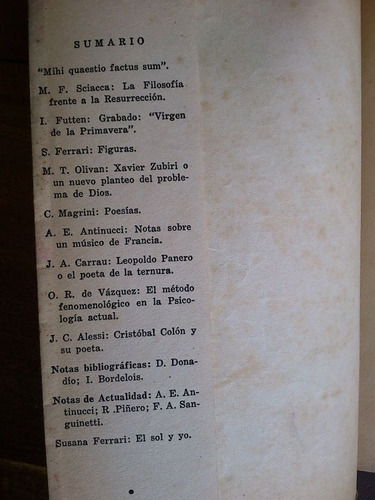 SUMARIO
"Mihi quaestio factus sum".
M. F. Sciacca: La Filosofía
frente a la Resurrección.
I. Futten: Grabado: "Virgen
de la Primavera".
S. Ferrari: Figuras.
M. T. Olivan: Xavier Zubiri o
un nuevo planteo del proble-
ma de Dios.
C. Magrini: Poesías.
A. E. Antinucci: Notas sobre
un músico de Francia.
J. A. Carrau: Leopoldo Panero
o el poeta de la ternura.
O. R. de Vázquez: El método
fenomenológico en la Psico-
logía actual.
J. C. Alessi: Cristóbal Colón y
su poeta.
Notas bibliográficas: D. Dona-
dío; I. Bordelois.
Notas de Actualidad: A. E. An-
tinucci; R .Piñero; F. A. San-
guinetti.
Susana Ferrari: El sol y yo.